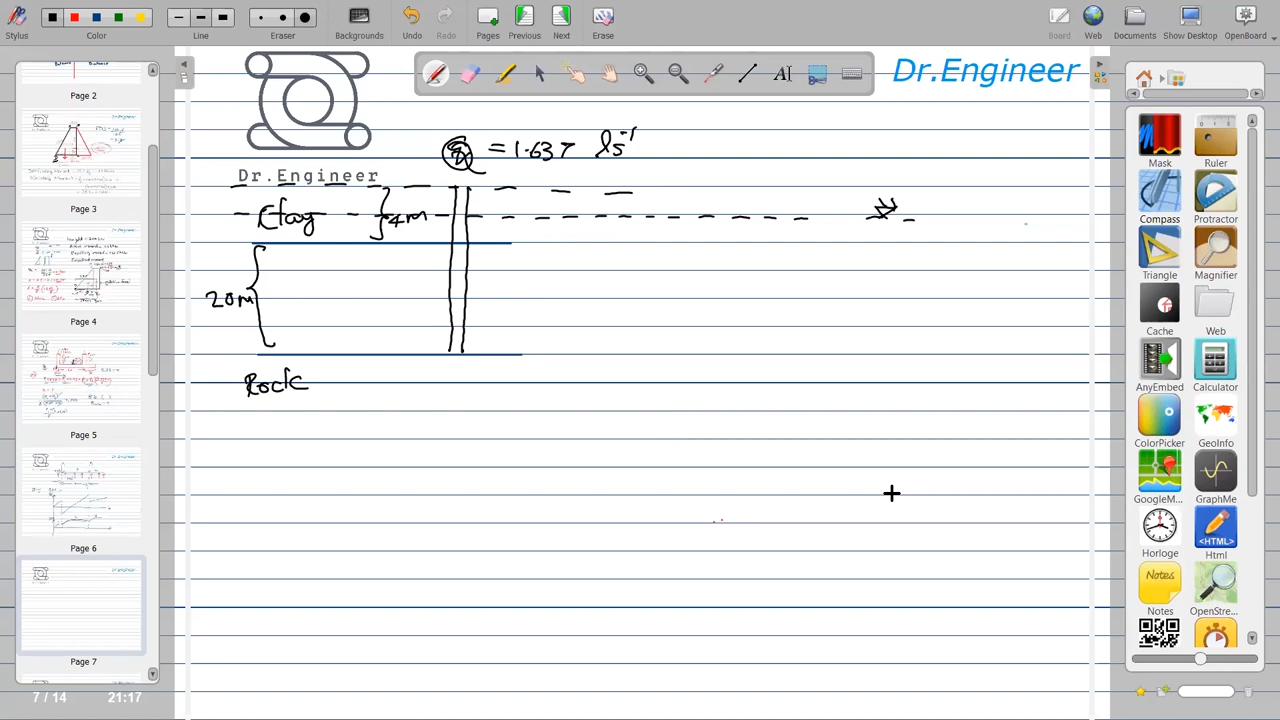 Stylus
Color
Line
Eraser
Backgrounds
Undo
Redo
Pages
Previous
Next
Erase
Board
Web
Documents
Show Desktop
OpenBoard
Dr.Engineer
Dr.Engineer
= 1.637 ls⁻¹
Clay
4m
20m
Rock
Page 2
Page 3
Page 4
Page 5
Page 6
Page 7
7 / 14
21:17
Mask
Ruler
Compass
Protractor
Triangle
Magnifier
Cache
Web
AnyEmbed
Calculator
ColorPicker
GeoInfo
GoogleM...
GraphMe
Horloge
Html
<HTML>
Notes
Notes
OpenStre...